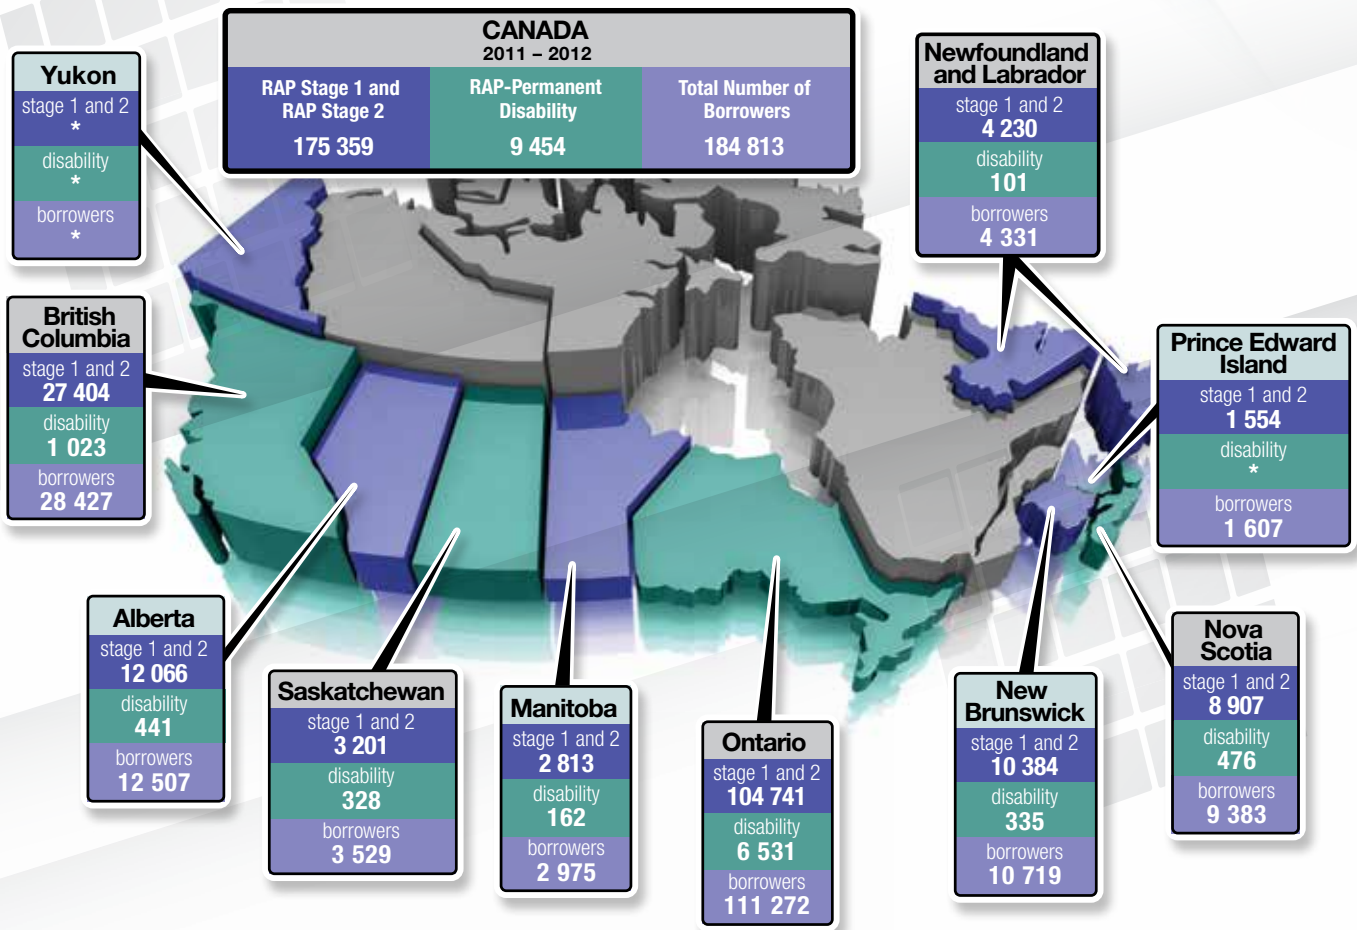 CANADA
2011 – 2012
RAP Stage 1 and
RAP Stage 2
175 359
RAP-Permanent
Disability
9 454
Total Number of
Borrowers
184 813
Yukon
stage 1 and 2
*
disability
*
borrowers
*
Newfoundland
and Labrador
stage 1 and 2
4 230
disability
101
borrowers
4 331
British
Columbia
stage 1 and 2
27 404
disability
1 023
borrowers
28 427
Prince Edward
Island
stage 1 and 2
1 554
disability
*
borrowers
1 607
Alberta
stage 1 and 2
12 066
disability
441
borrowers
12 507
Saskatchewan
stage 1 and 2
3 201
disability
328
borrowers
3 529
Manitoba
stage 1 and 2
2 813
disability
162
borrowers
2 975
Ontario
stage 1 and 2
104 741
disability
6 531
borrowers
111 272
New
Brunswick
stage 1 and 2
10 384
disability
335
borrowers
10 719
Nova
Scotia
stage 1 and 2
8 907
disability
476
borrowers
9 383